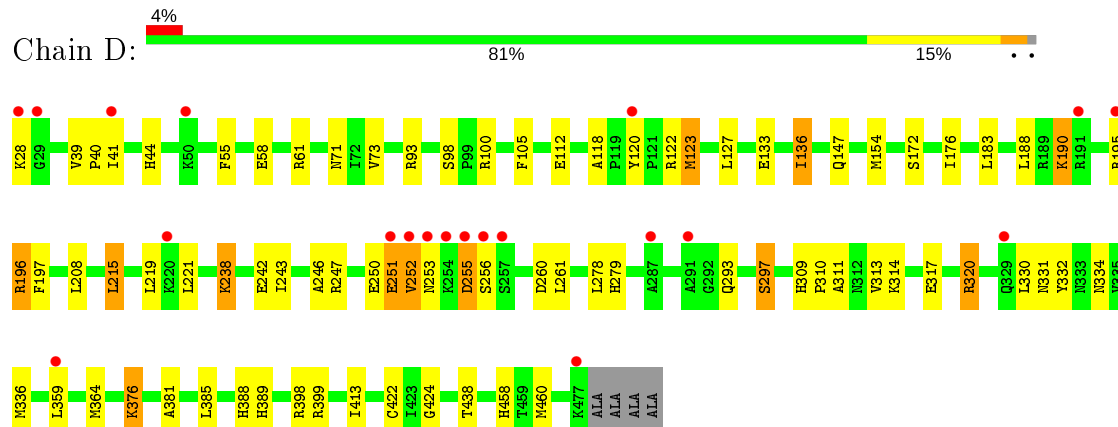 4%
Chain D:
81% 15% • •
K28 G29 V39 P40 I41 H44 K50 F55 E58 R61 N71 I72 V73 R93 S98 P99 R100 F105 E112 A118 P119 Y120 P121 R122 M123 L127 E133 I136 Q147 M154 S172 I176 L183 L188 R189 K190 R191
R196 F197 L208 L215 L219 K220 L221 K238 E242 I243 A246 R247 E250 E251 V252 N253 K254 D255 S256 S257 D260 L261 L278 H279 A287 A291 G292 Q293 S297 H309 P310 A311 N312 V313 K314 E317 R320 Q329 L330 N331 Y332 N333 N334
M336 L359 M364 K376 A381 L385 H388 H389 R398 R399 I413 C422 I423 G424 T438 H458 T459 M460 K477 ALA ALA ALA ALA